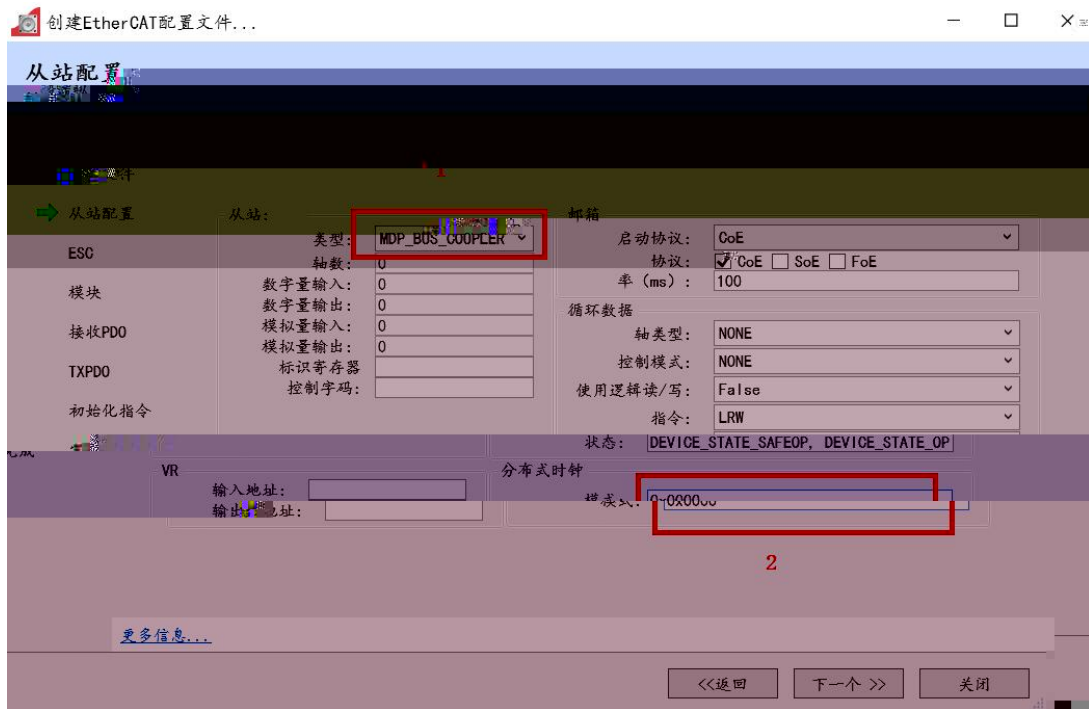 创建EtherCAT配置文件...
从站配置
1
从站配置
ESC
模块
接收PDO
TXPDO
初始化指令
从站:
类型: MDP_BUS_COUPLER
轴数: 0
数字量输入: 0
数字量输出: 0
模拟量输入: 0
模拟量输出: 0
标识寄存器
控制字码:
邮箱
启动协议: CoE
协议: CoE SoE FoE
率 (ms) : 100
循环数据
轴类型: NONE
控制模式: NONE
使用逻辑读/写: False
指令: LRW
状态: DEVICE_STATE_SAFEOP, DEVICE_STATE_OP
VR
输入地址:
分布式时钟
2
更多信息...
<<返回
下一个 >>
关闭